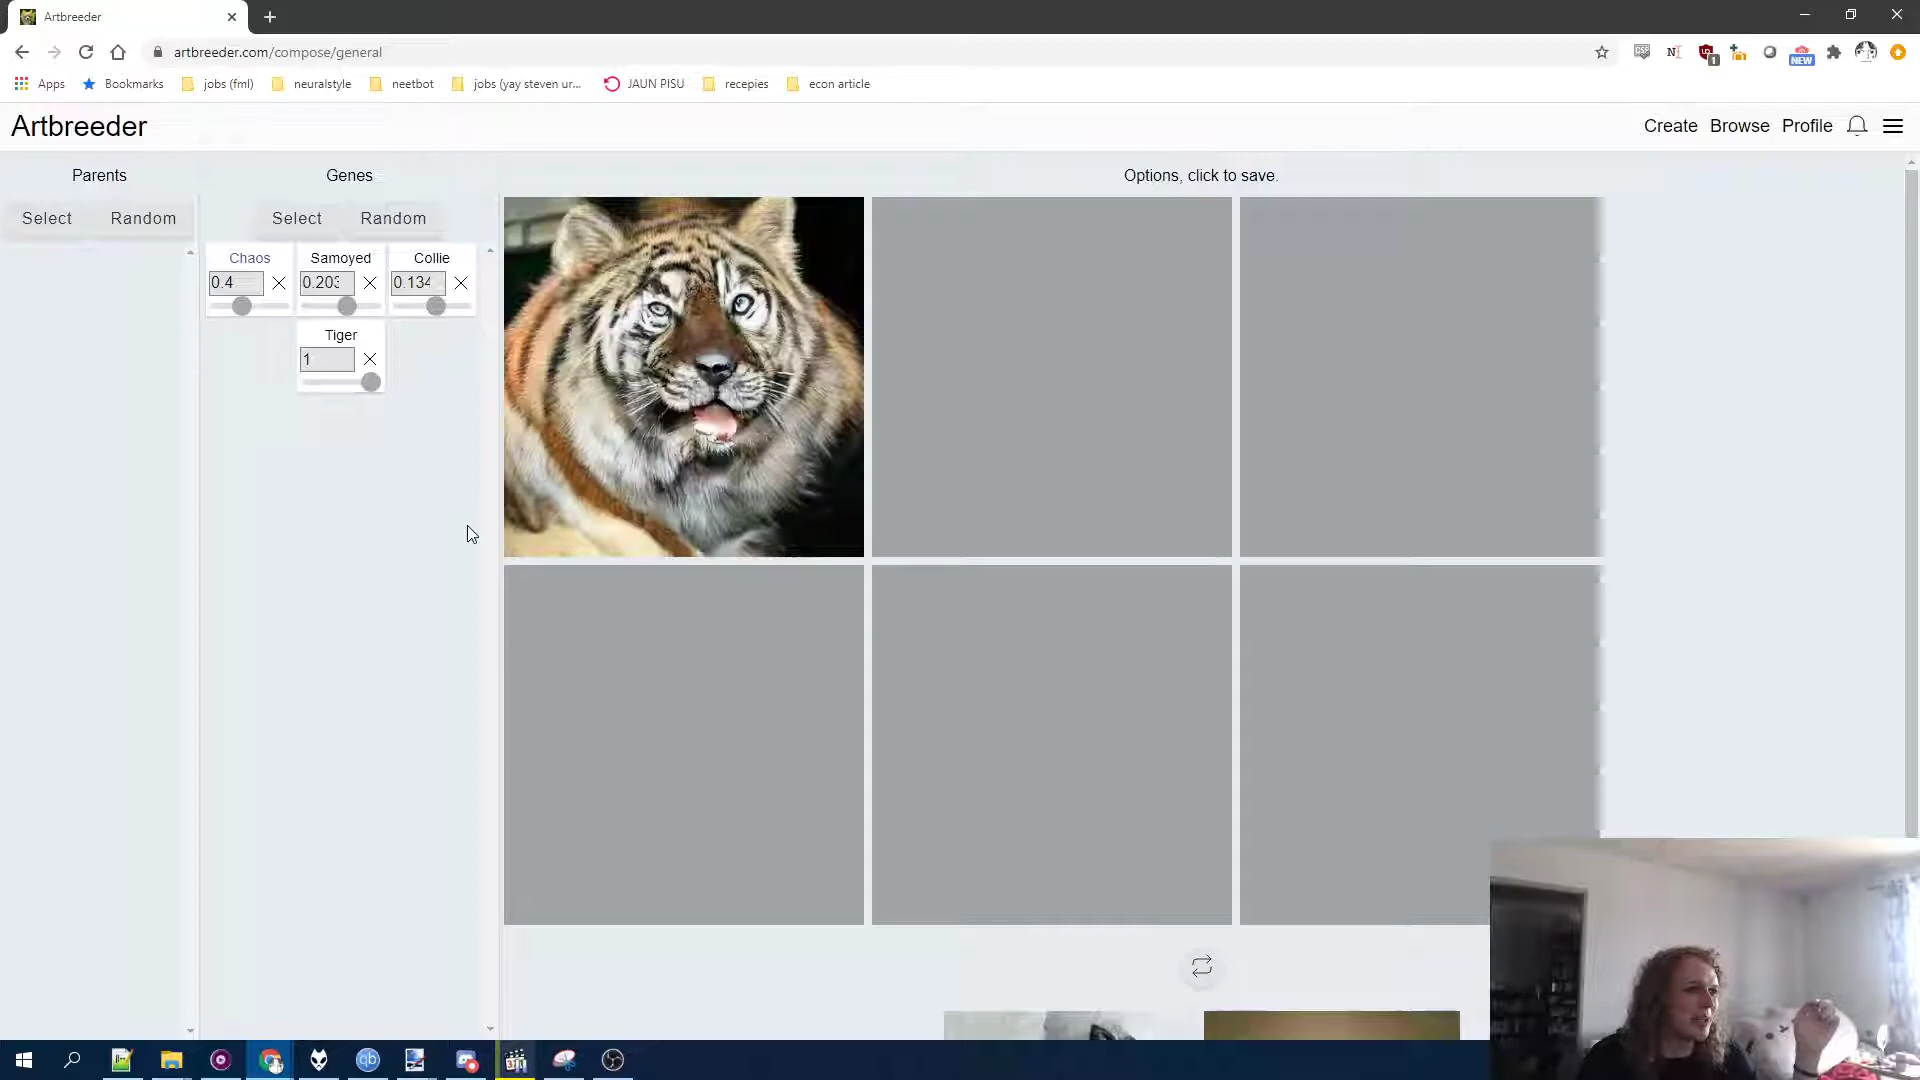 Artbreeder
artbreeder.com/compose/general
NEW
Apps Bookmarks jobs (fml) neuralstyle neetbot jobs (yay steven ur... JAUN PISU recepies econ article
Artbreeder
Create Browse Profile
Parents Genes Options, click to save.
Select Random Select Random
Chaos Samoyed Collie
0.4 0.203 0.134
Tiger
1
qb